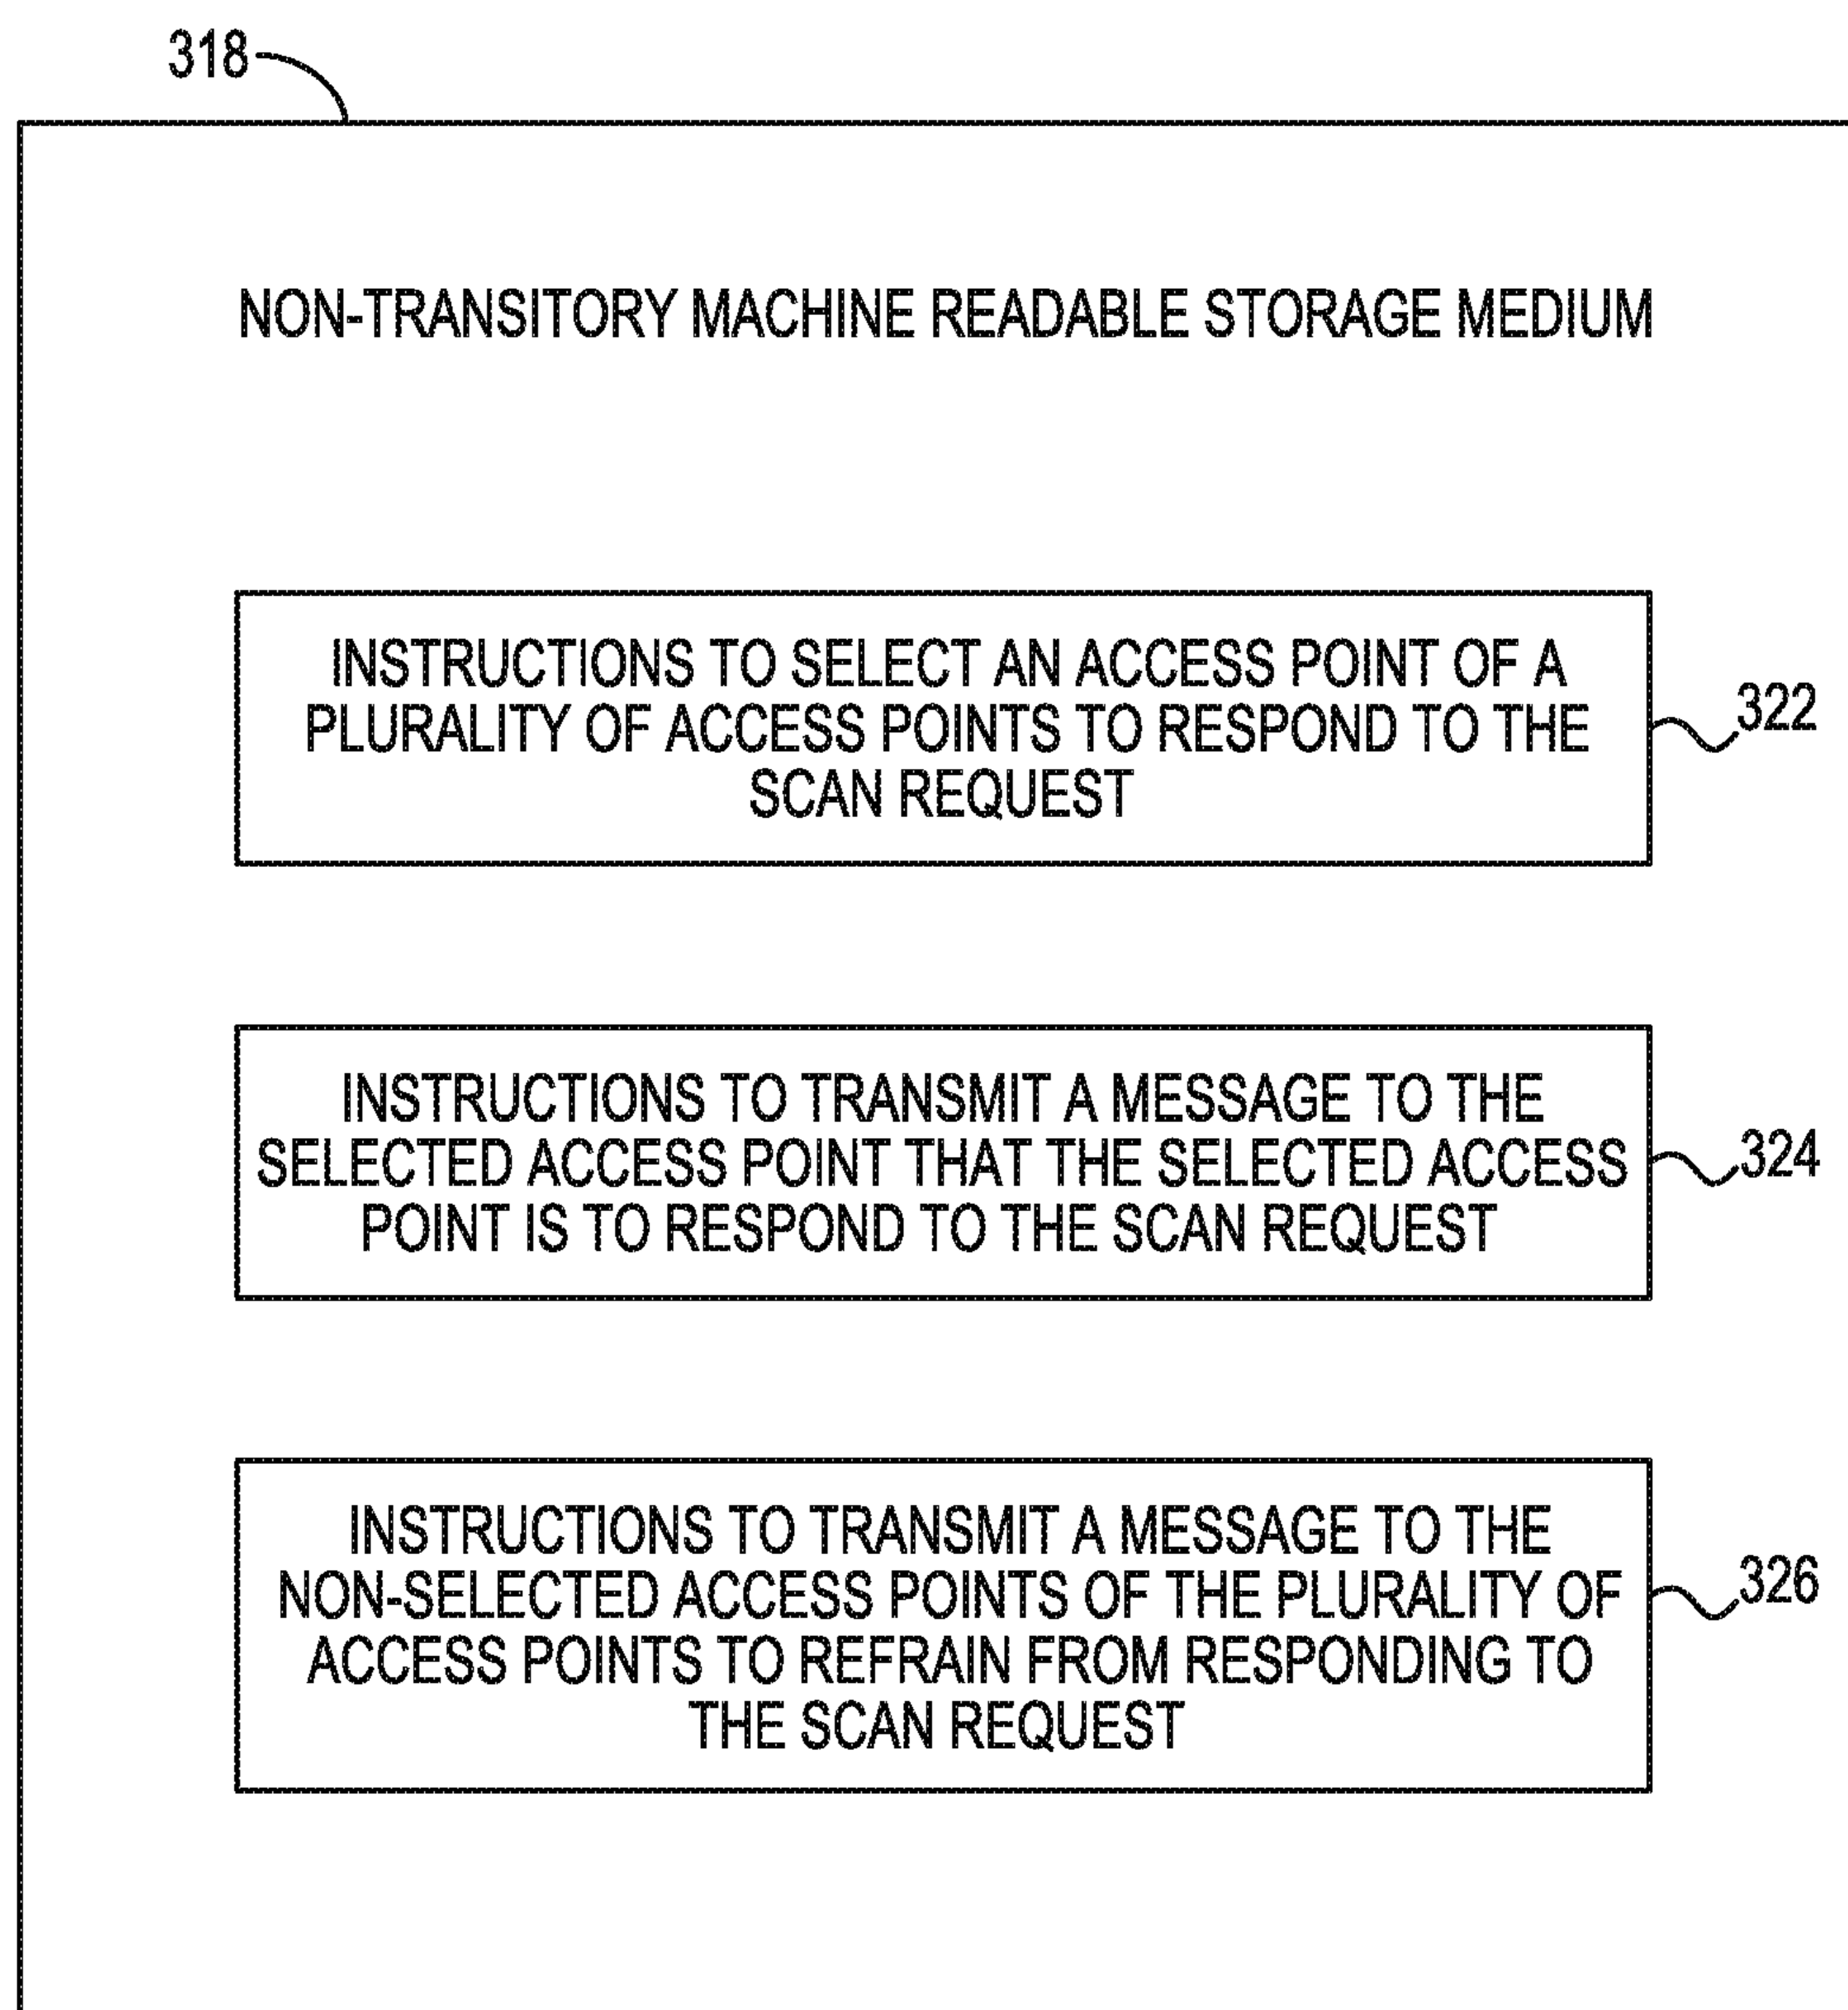 318
NON-TRANSITORY MACHINE READABLE STORAGE MEDIUM
INSTRUCTIONS TO SELECT AN ACCESS POINT OF A
PLURALITY OF ACCESS POINTS TO RESPOND TO THE
SCAN REQUEST
322
INSTRUCTIONS TO TRANSMIT A MESSAGE TO THE
SELECTED ACCESS POINT THAT THE SELECTED ACCESS
POINT IS TO RESPOND TO THE SCAN REQUEST
324
INSTRUCTIONS TO TRANSMIT A MESSAGE TO THE
NON-SELECTED ACCESS POINTS OF THE PLURALITY OF
ACCESS POINTS TO REFRAIN FROM RESPONDING TO
THE SCAN REQUEST
326